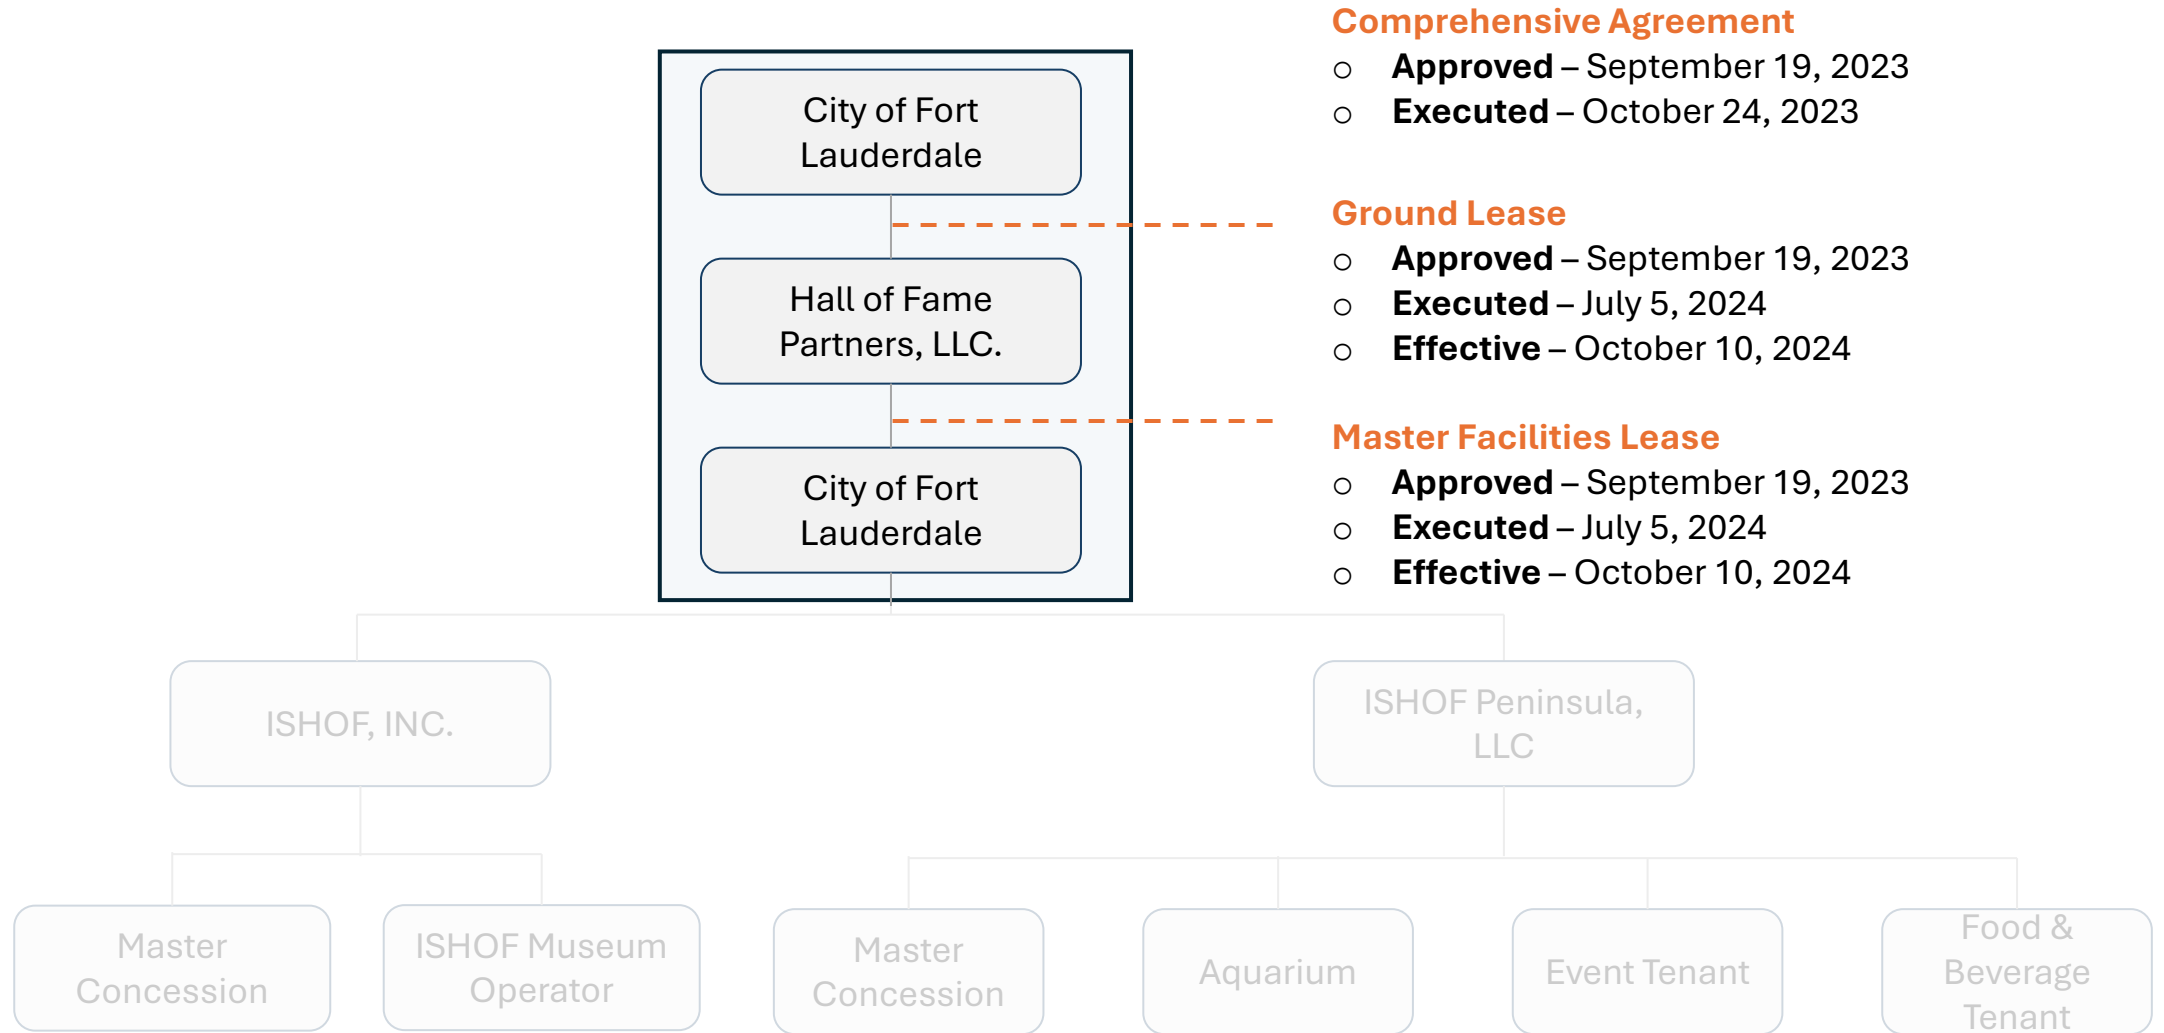 Comprehensive Agreement
o Approved – September 19, 2023
o Executed – October 24, 2023
City of Fort
Lauderdale
Ground Lease
o Approved – September 19, 2023
o Executed – July 5, 2024
o Effective – October 10, 2024
Hall of Fame
Partners, LLC.
Master Facilities Lease
o Approved – September 19, 2023
o Executed – July 5, 2024
o Effective – October 10, 2024
City of Fort
Lauderdale
ISHOF, INC.
ISHOF Peninsula,
LLC
Master
Concession
ISHOF Museum
Operator
Master
Concession
Aquarium
Event Tenant
Food &
Beverage
Tenant